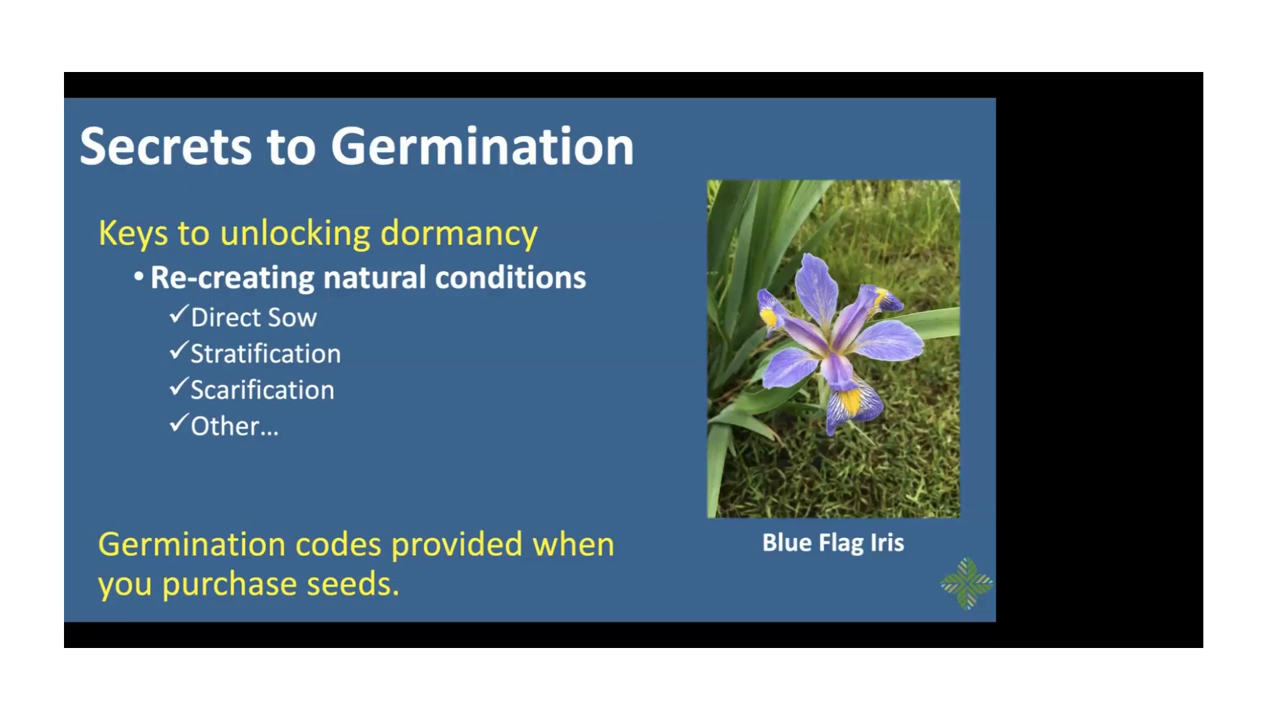 Secrets to Germination
Keys to unlocking dormancy
• Re-creating natural conditions
✓Direct Sow
✓Stratification
✓Scarification
✓Other...
Germination codes provided when
you purchase seeds.
Blue Flag Iris